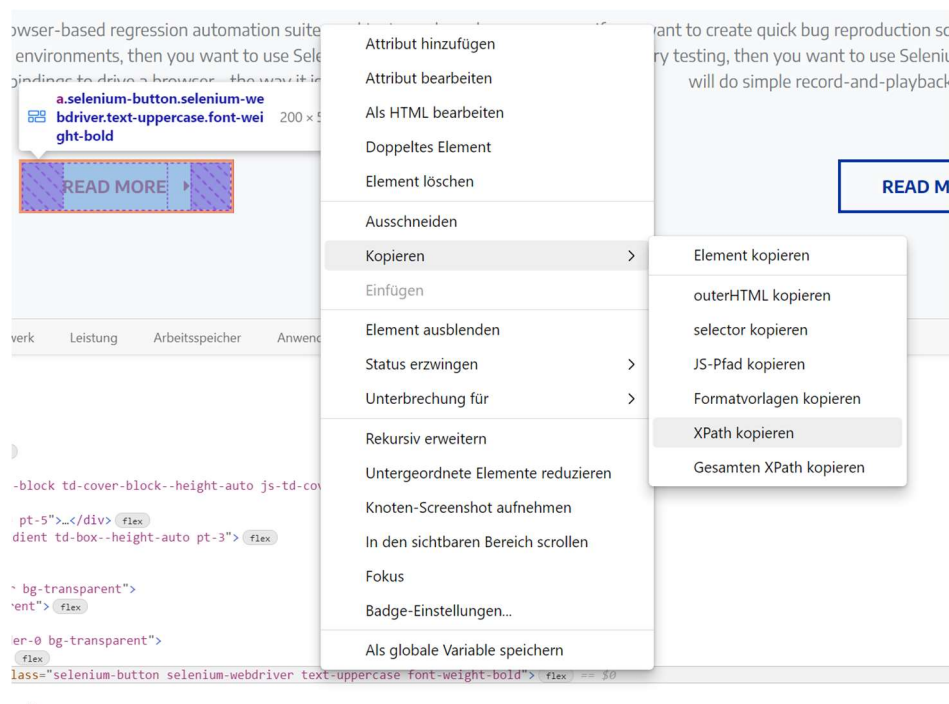 owser-based regression automation suite
environments, then you want to use Sele
a.selenium-button.selenium-we
bdriver.text-uppercase.font-wei
ght-bold
200 × 5
READ MORE
werk Leistung Arbeitsspeicher Anwend
-block td-cover-block--height-auto js-td-cov
pt-5">…</div> flex
dient td-box--height-auto pt-3"> flex
r bg-transparent">
rent"> flex
er-0 bg-transparent">
flex
lass="selenium-button selenium-webdriver text-uppercase font-weight-bold"> flex == $0
Attribut hinzufügen
Attribut bearbeiten
Als HTML bearbeiten
Doppeltes Element
Element löschen
Ausschneiden
Kopieren
Einfügen
Element ausblenden
Status erzwingen
Unterbrechung für
Rekursiv erweitern
Untergeordnete Elemente reduzieren
Knoten-Screenshot aufnehmen
In den sichtbaren Bereich scrollen
Fokus
Badge-Einstellungen...
Als globale Variable speichern
vant to create quick bug reproduction sc
ry testing, then you want to use Seleniu
will do simple record-and-playback
READ M
Element kopieren
outerHTML kopieren
selector kopieren
JS-Pfad kopieren
Formatvorlagen kopieren
XPath kopieren
Gesamten XPath kopieren